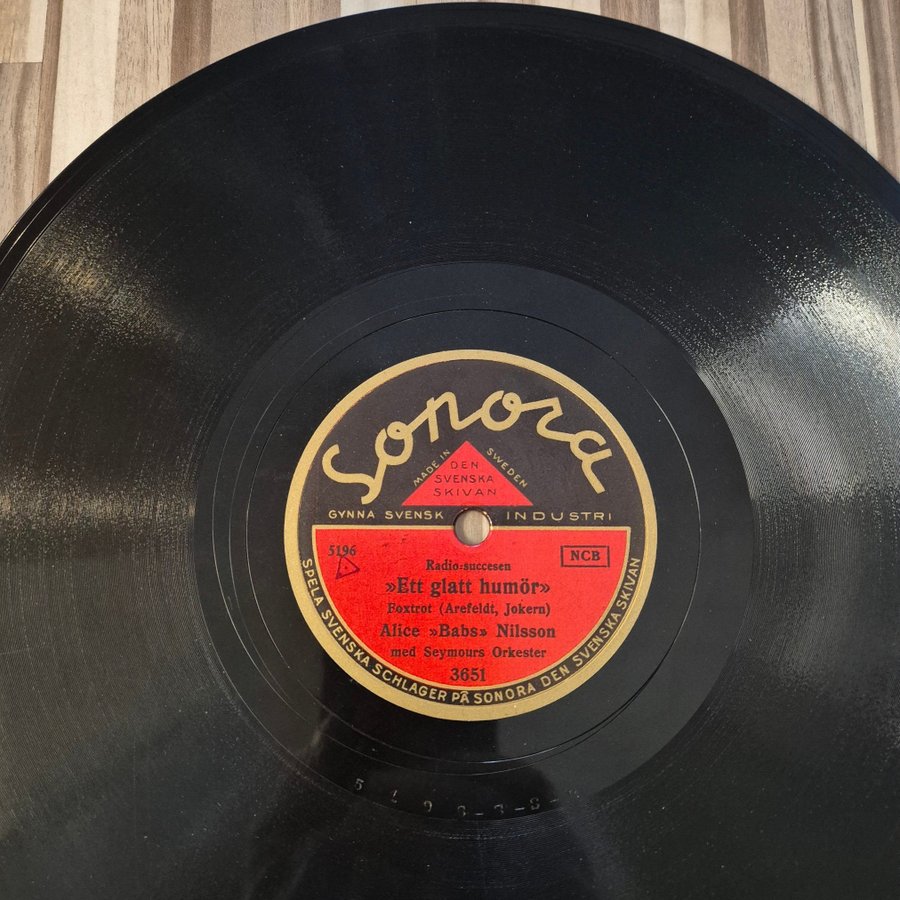 Sonora
MADE IN SWEDEN
DEN
SVENSKA
SKIVAN
GYNNA SVENSK INDUSTRI
5196
NCB
Radio-succesen
»Ett glatt humör»
Foxtrot (Arefeldt, Jokern)
Alice »Babs» Nilsson
med Seymours Orkester
3651
SPELA SVENSKA SCHLAGER PÅ SONORA DEN SVENSKA SKIVAN